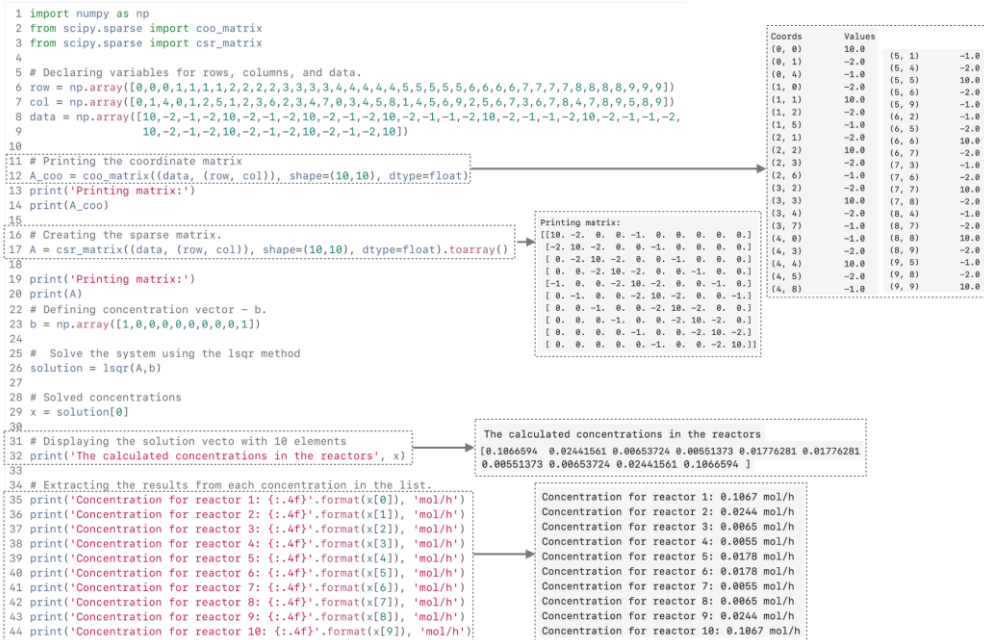 1 import numpy as np
2 from scipy.sparse import coo_matrix
3 from scipy.sparse import csr_matrix
4
5 # Declaring variables for rows, columns, and data.
6 row = np.array([0,0,0,1,1,1,1,2,2,2,2,3,3,3,3,4,4,4,4,4,5,5,5,5,5,6,6,6,6,7,7,7,7,8,8,8,8,9,9,9])
7 col = np.array([0,1,4,0,1,2,5,1,2,3,6,2,3,4,7,0,3,4,5,8,1,4,5,6,9,2,5,6,7,3,6,7,8,4,7,8,9,5,8,9])
8 data = np.array([10,-2,-1,-2,10,-2,-1,-2,10,-2,-1,-2,10,-2,-1,-1,-2,10,-2,-1,-1,-2,10,-2,-1,-1,-2,
9 10,-2,-1,-2,10,-2,-1,-2,10,-2,-1,-2,10])
10
11 # Printing the coordinate matrix
12 A_coo = coo_matrix((data, (row, col)), shape=(10,10), dtype=float)
13 print('Printing matrix:')
14 print(A_coo)
15
16 # Creating the sparse matrix.
17 A = csr_matrix((data, (row, col)), shape=(10,10), dtype=float).toarray()
18
19 print('Printing matrix:')
20 print(A)
22 # Defining concentration vector - b.
23 b = np.array([1,0,0,0,0,0,0,0,0,1])
24
25 #  Solve the system using the lsqr method
26 solution = lsqr(A,b)
27
28 # Solved concentrations
29 x = solution[0]
30
31 # Displaying the solution vecto with 10 elements
32 print('The calculated concentrations in the reactors', x)
33
34 # Extracting the results from each concentration in the list.
35 print('Concentration for reactor 1: {:.4f}'.format(x[0]), 'mol/h')
36 print('Concentration for reactor 2: {:.4f}'.format(x[1]), 'mol/h')
37 print('Concentration for reactor 3: {:.4f}'.format(x[2]), 'mol/h')
38 print('Concentration for reactor 4: {:.4f}'.format(x[3]), 'mol/h')
39 print('Concentration for reactor 5: {:.4f}'.format(x[4]), 'mol/h')
40 print('Concentration for reactor 6: {:.4f}'.format(x[5]), 'mol/h')
41 print('Concentration for reactor 7: {:.4f}'.format(x[6]), 'mol/h')
42 print('Concentration for reactor 8: {:.4f}'.format(x[7]), 'mol/h')
43 print('Concentration for reactor 9: {:.4f}'.format(x[8]), 'mol/h')
44 print('Concentration for reactor 10: {:.4f}'.format(x[9]), 'mol/h')
Coords Values
(0, 0) 10.0
(0, 1) -2.0
(0, 4) -1.0
(1, 0) -2.0
(1, 1) 10.0
(1, 2) -2.0
(1, 5) -1.0
(2, 1) -2.0
(2, 2) 10.0
(2, 3) -2.0
(2, 6) -1.0
(3, 2) -2.0
(3, 3) 10.0
(3, 4) -2.0
(3, 7) -1.0
(4, 0) -1.0
(4, 3) -2.0
(4, 4) 10.0
(4, 5) -2.0
(4, 8) -1.0
(5, 1) -1.0
(5, 4) -2.0
(5, 5) 10.0
(5, 6) -2.0
(5, 9) -1.0
(6, 2) -1.0
(6, 5) -2.0
(6, 6) 10.0
(6, 7) -2.0
(7, 3) -1.0
(7, 6) -2.0
(7, 7) 10.0
(7, 8) -2.0
(8, 4) -1.0
(8, 7) -2.0
(8, 8) 10.0
(8, 9) -2.0
(9, 5) -1.0
(9, 8) -2.0
(9, 9) 10.0
Printing matrix:
[[10. -2. 0. 0. -1. 0. 0. 0. 0. 0.]
[-2. 10. -2. 0. 0. -1. 0. 0. 0. 0.]
[ 0. -2. 10. -2. 0. 0. -1. 0. 0. 0.]
[ 0. 0. -2. 10. -2. 0. 0. -1. 0. 0.]
[-1. 0. 0. -2. 10. -2. 0. 0. -1. 0.]
[ 0. -1. 0. 0. -2. 10. -2. 0. 0. -1.]
[ 0. 0. -1. 0. 0. -2. 10. -2. 0. 0.]
[ 0. 0. 0. -1. 0. 0. -2. 10. -2. 0.]
[ 0. 0. 0. 0. -1. 0. 0. -2. 10. -2.]
[ 0. 0. 0. 0. 0. -1. 0. 0. -2. 10.]]
The calculated concentrations in the reactors
[0.1066594 0.02441561 0.00653724 0.00551373 0.01776281 0.01776281
0.00551373 0.00653724 0.02441561 0.1066594 ]
Concentration for reactor 1: 0.1067 mol/h
Concentration for reactor 2: 0.0244 mol/h
Concentration for reactor 3: 0.0065 mol/h
Concentration for reactor 4: 0.0055 mol/h
Concentration for reactor 5: 0.0178 mol/h
Concentration for reactor 6: 0.0178 mol/h
Concentration for reactor 7: 0.0055 mol/h
Concentration for reactor 8: 0.0065 mol/h
Concentration for reactor 9: 0.0244 mol/h
Concentration for reactor 10: 0.1067 mol/h